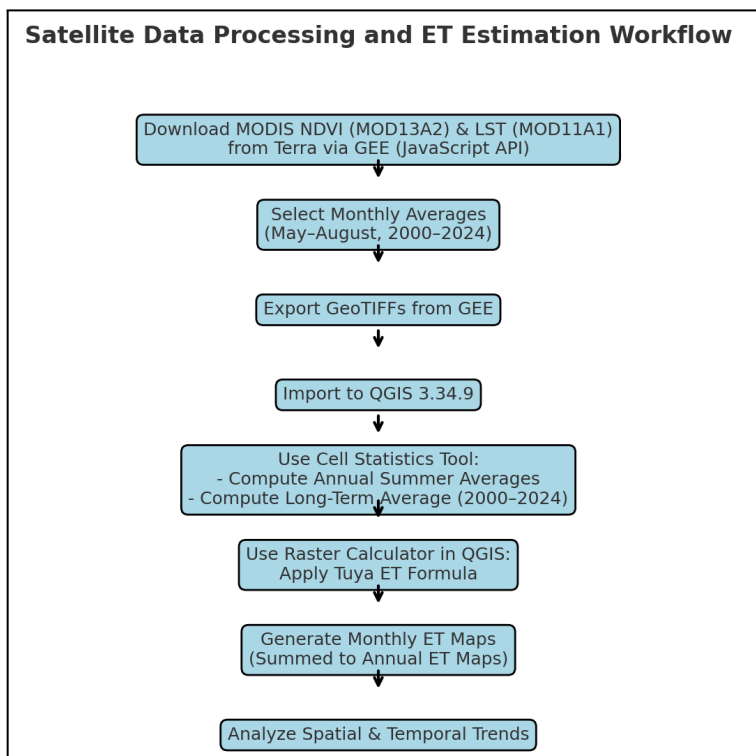 Satellite Data Processing and ET Estimation Workflow
Download MODIS NDVI (MOD13A2) & LST (MOD11A1)
from Terra via GEE (JavaScript API)
Select Monthly Averages
(May–August, 2000–2024)
Export GeoTIFFs from GEE
Import to QGIS 3.34.9
Use Cell Statistics Tool:
- Compute Annual Summer Averages
- Compute Long-Term Average (2000–2024)
Use Raster Calculator in QGIS:
Apply Tuya ET Formula
Generate Monthly ET Maps
(Summed to Annual ET Maps)
Analyze Spatial & Temporal Trends